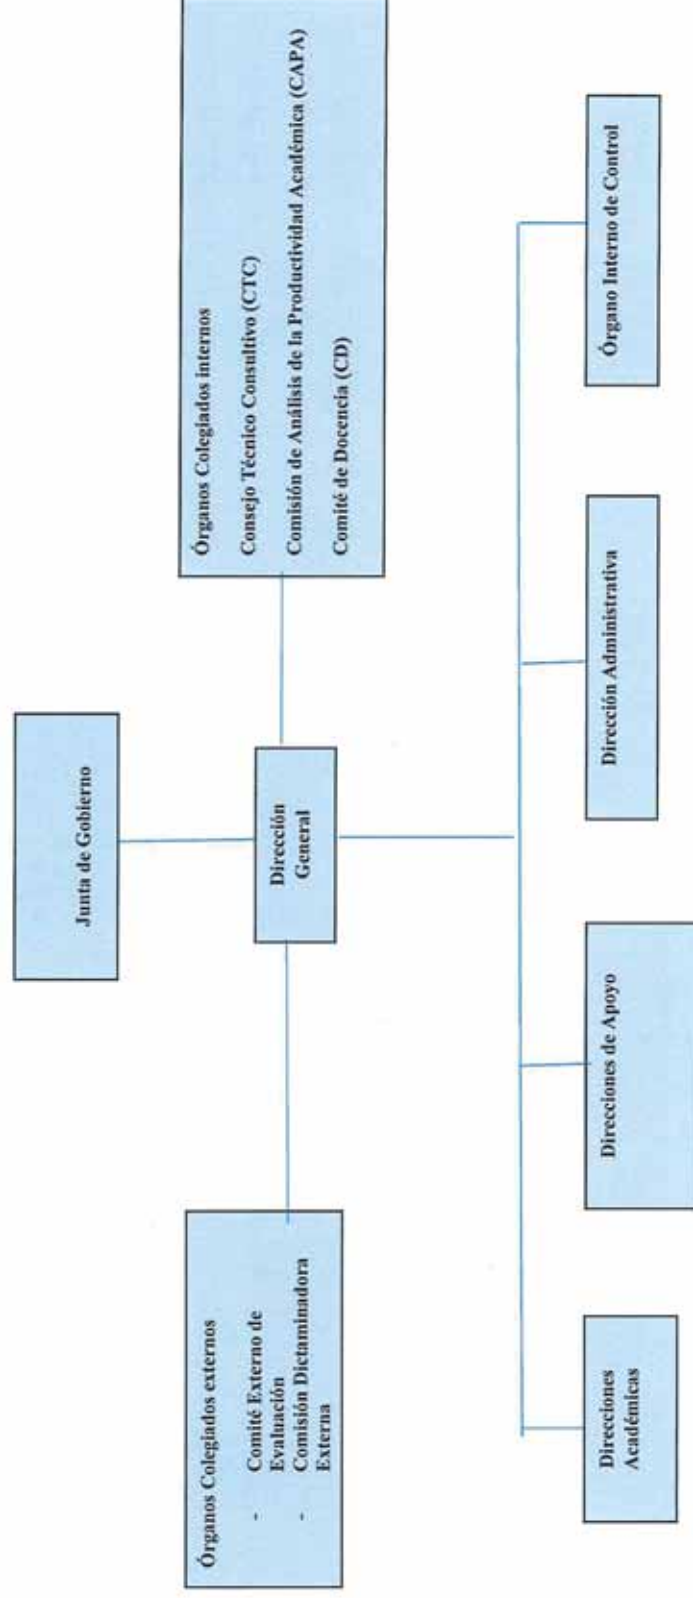 Junta de Gobierno
Órganos Colegiados externos
- Comité Externo de
Evaluación
- Comisión Dictaminadora
Externa
Dirección
General
Órganos Colegiados internos
Consejo Técnico Consultivo (CTC)
Comisión de Análisis de la Productividad Académica (CAPA)
Comité de Docencia (CD)
Direcciones
Académicas
Direcciones de Apoyo
Dirección Administrativa
Órgano Interno de Control